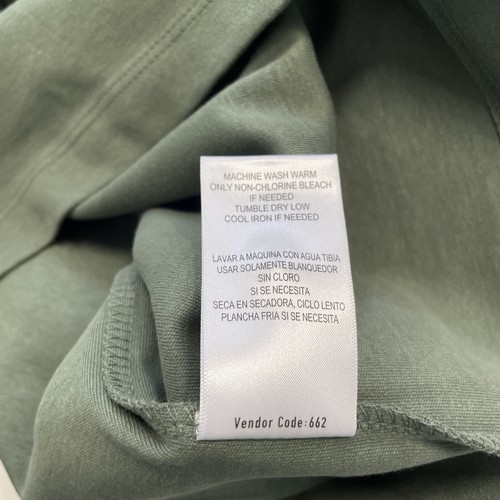 MACHINE WASH WARM
ONLY NON-CHLORINE BLEACH
IF NEEDED
TUMBLE DRY LOW
COOL IRON IF NEEDED
LAVAR A MÁQUINA CON AGUA TIBIA
USAR SOLAMENTE BLANQUEDOR
SIN CLORO
SI SE NECESITA
SECA EN SECADORA, CICLO LENTO
PLANCHA FRIA SI SE NECESITA
Vendor Code:662